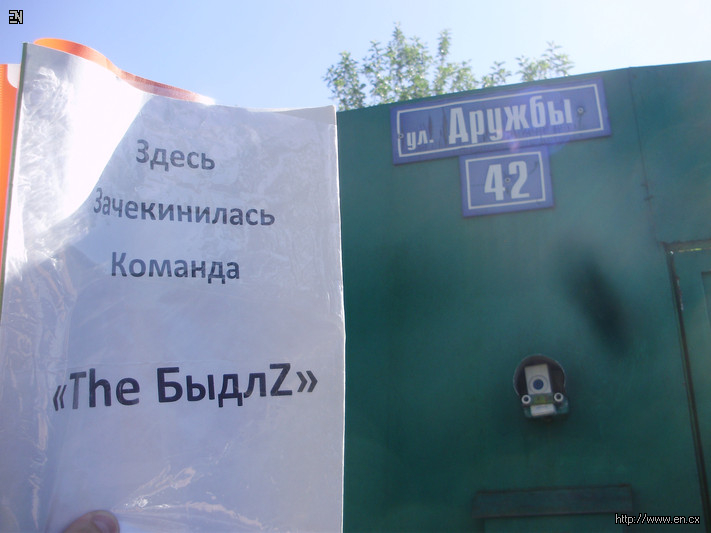 EN
Здесь
Зачекинилась
Команда
«The БыдлZ»
ул. Дружбы
42
http://www.en.cx